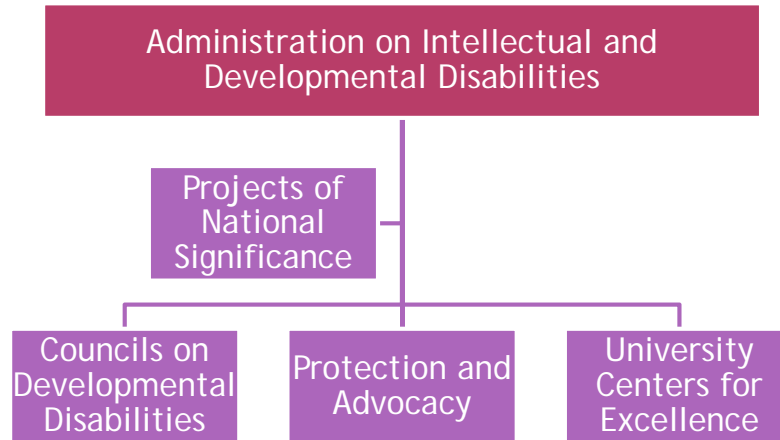 Administration on Intellectual and
Developmental Disabilities
Projects of
National
Significance
Councils on
Developmental
Disabilities
Protection and
Advocacy
University
Centers for
Excellence